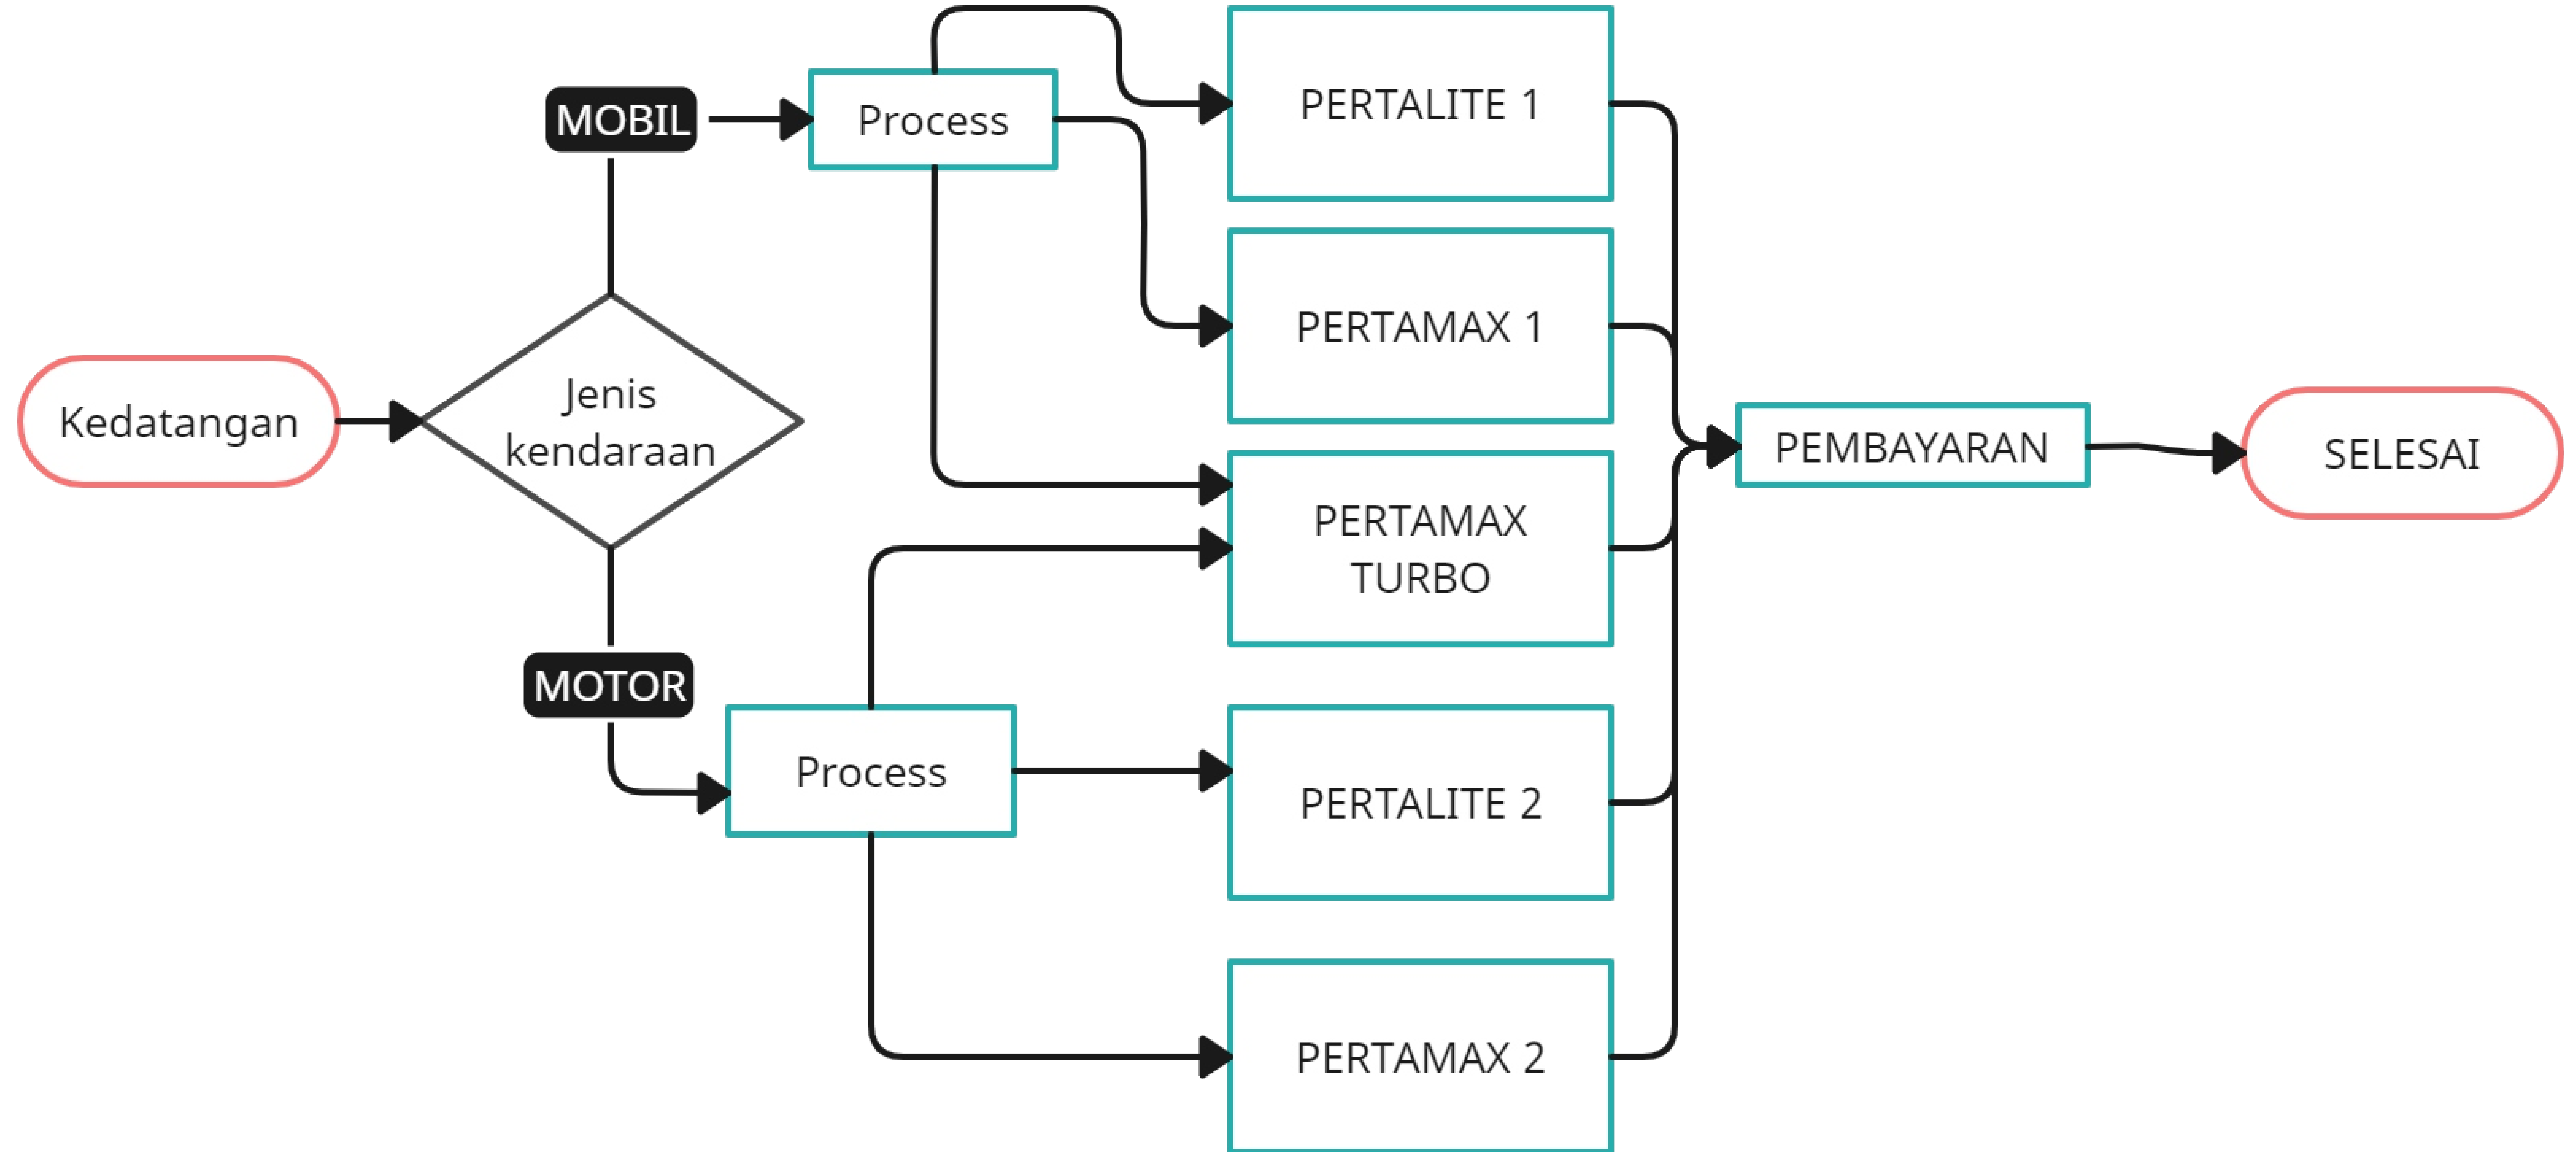 Kedatangan
Jenis
kendaraan
MOBIL
Process
MOTOR
Process
PERTALITE 1
PERTAMAX 1
PERTAMAX
TURBO
PERTALITE 2
PERTAMAX 2
PEMBAYARAN
SELESAI